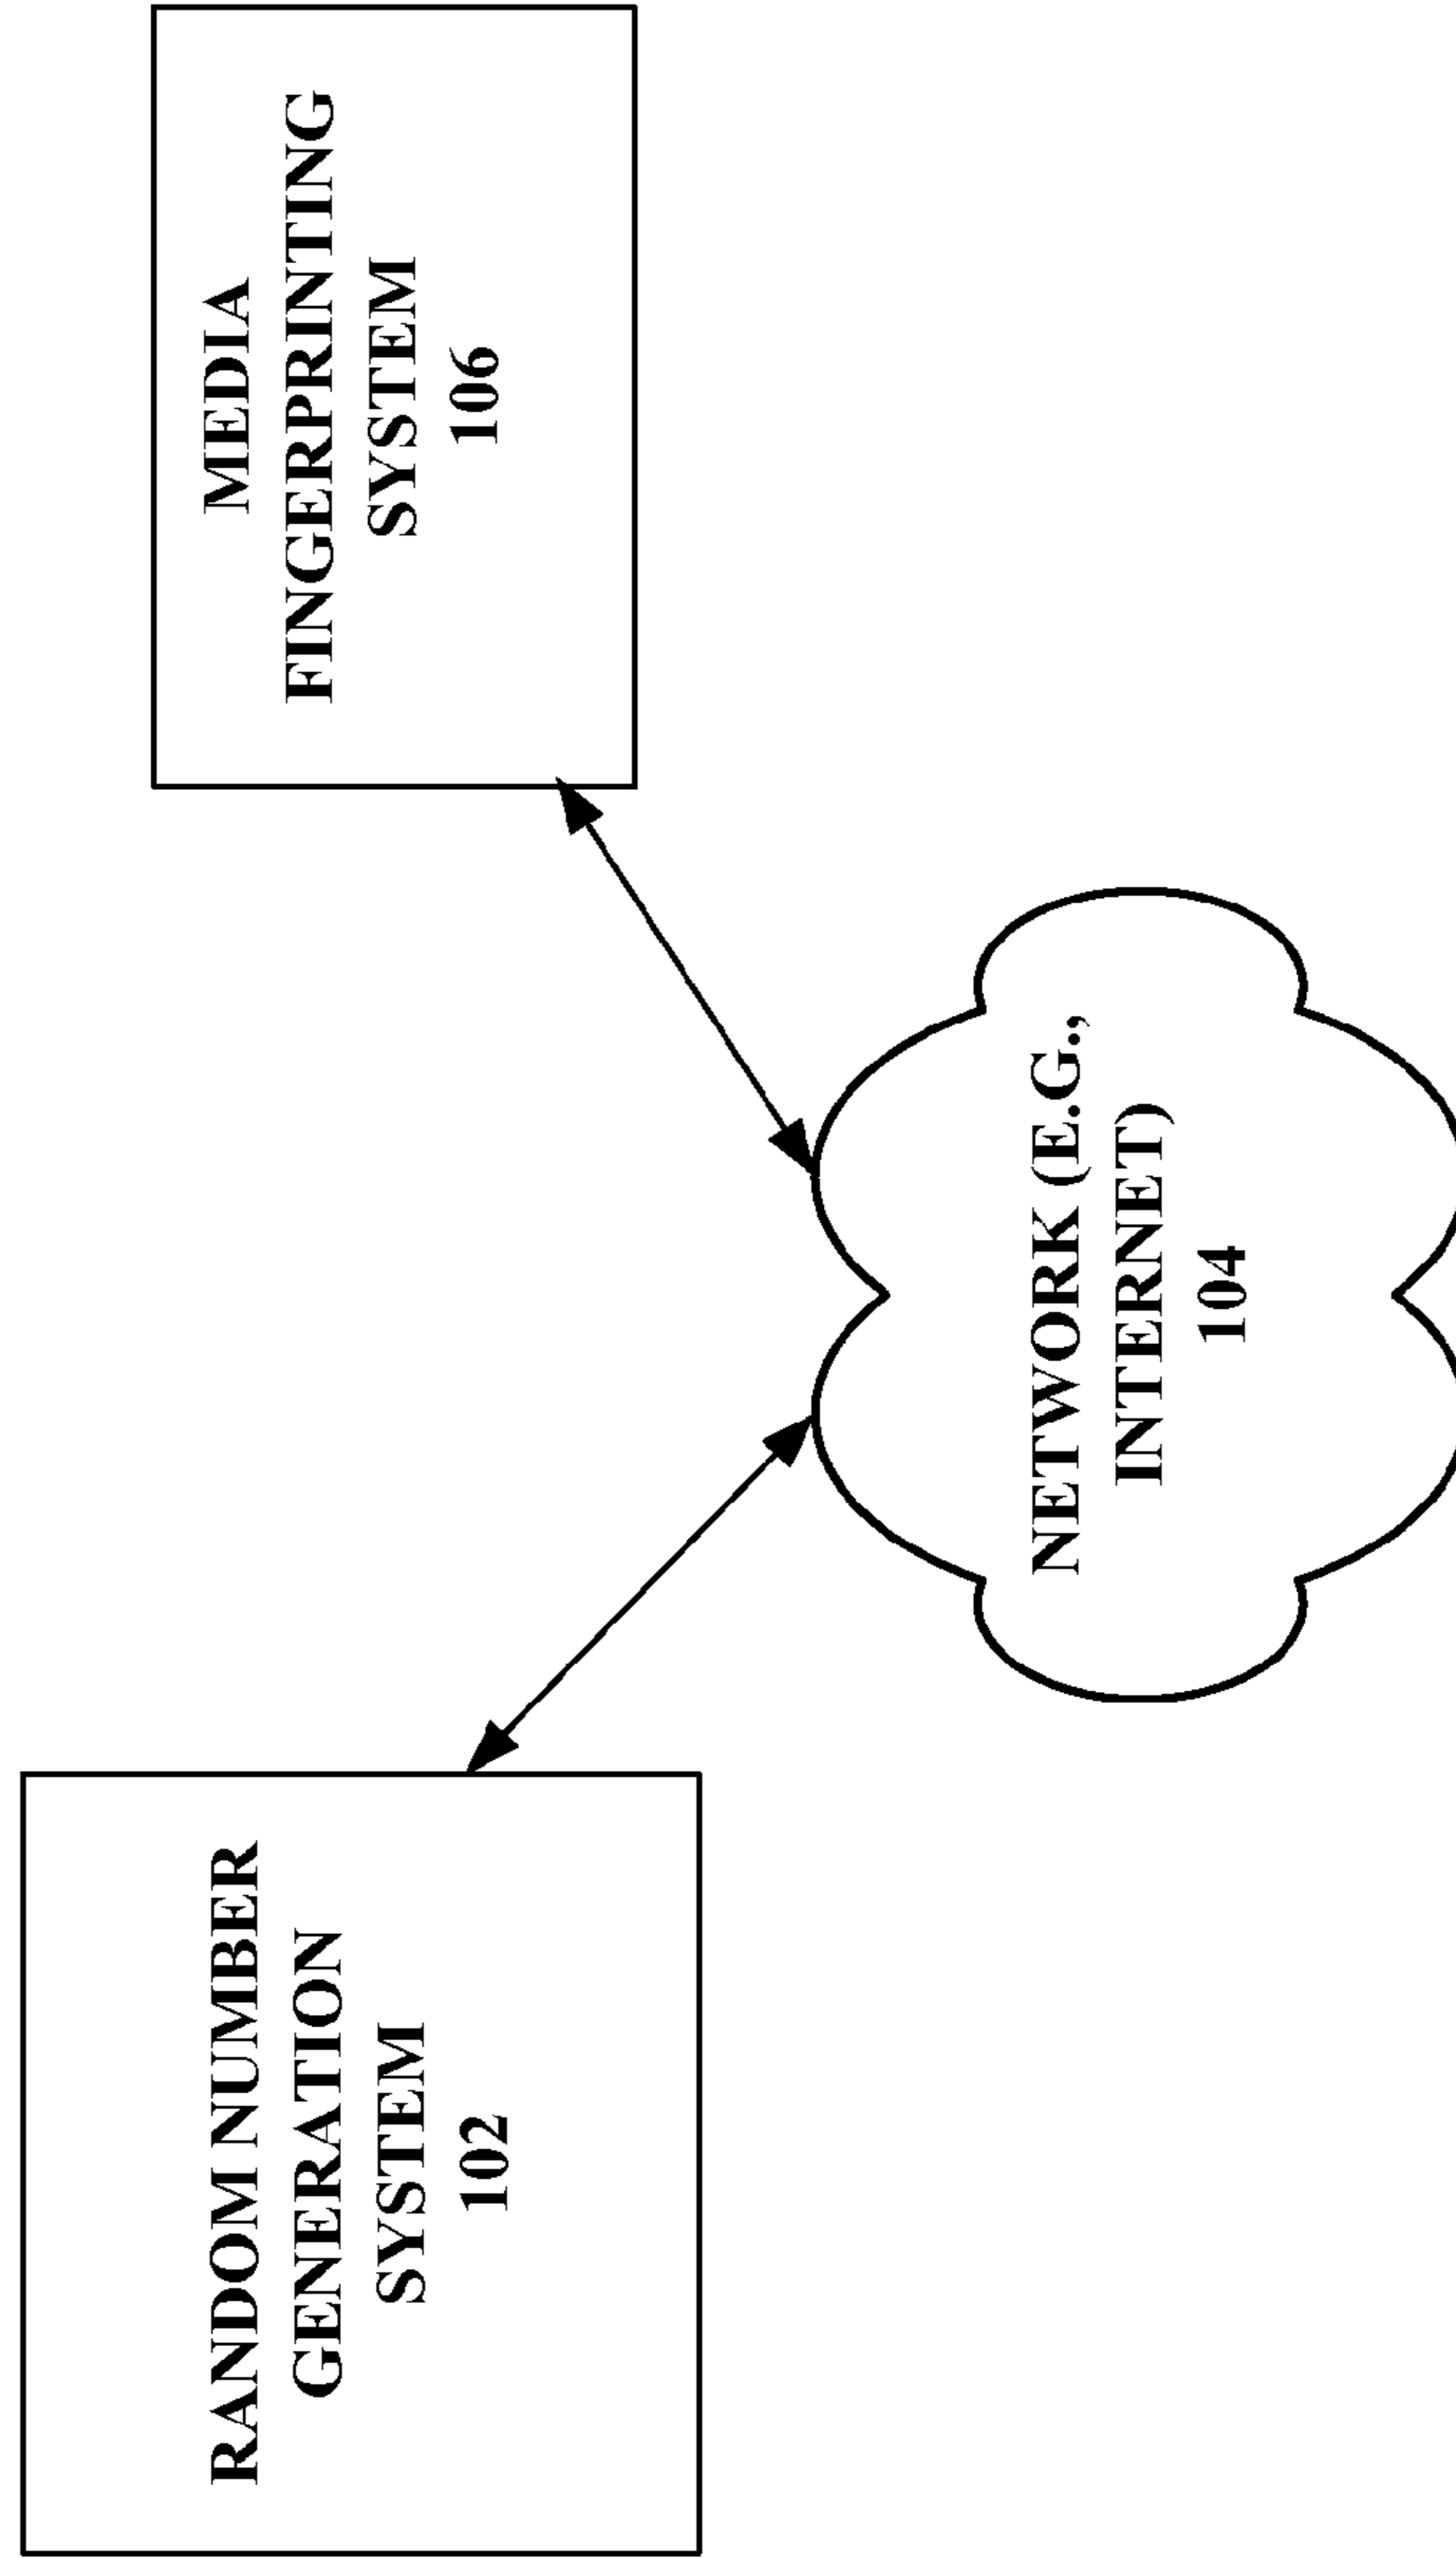 RANDOM NUMBER
GENERATION
SYSTEM
102
MEDIA
FINGERPRINTING
SYSTEM
106
NETWORK (E.G.,
INTERNET)
104